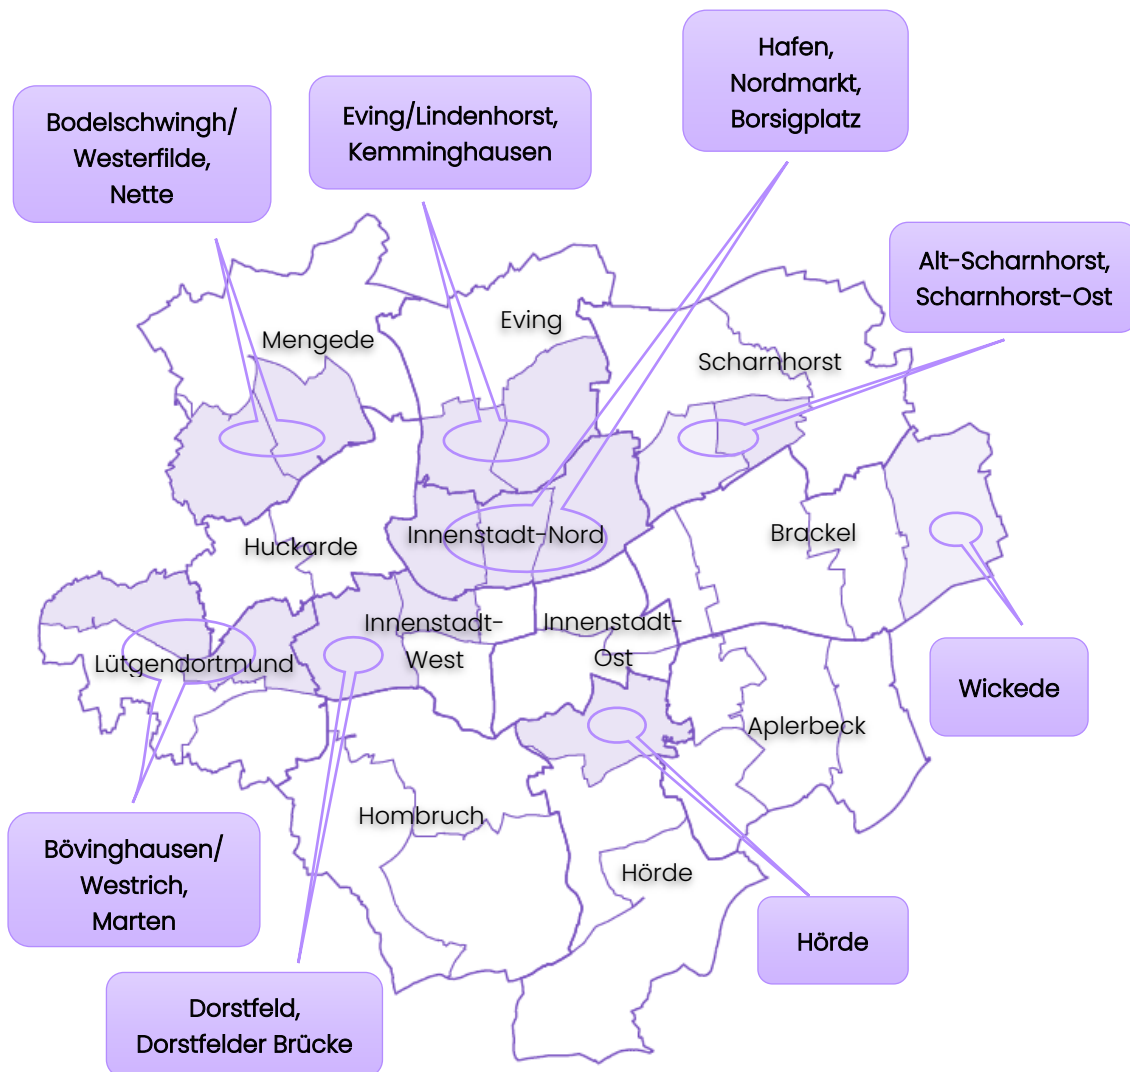 Hafen,
Nordmarkt,
Borsigplatz
Bodelschwingh/
Westerfilde,
Nette
Eving/Lindenhorst,
Kemminghausen
Alt-Scharnhorst,
Scharnhorst-Ost
Eving
Mengede
Scharnhorst
Innenstadt-Nord
Brackel
Huckarde
Innenstadt-
West
Innenstadt-
Ost
Lütgendortmund
Wickede
Aplerbeck
Hombruch
Hörde
Bövinghausen/
Westrich,
Marten
Hörde
Dorstfeld,
Dorstfelder Brücke